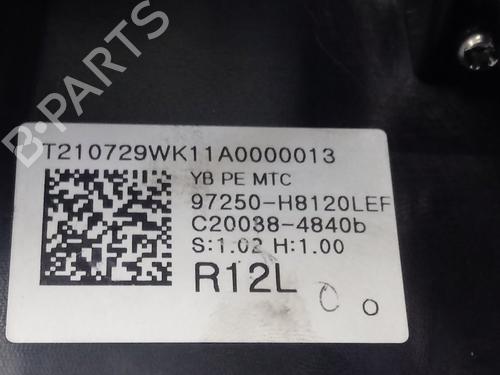 B-PARTS
T210729WK11A0000013
YB PE MTC
97250-H8120LEF
C20038-4840b
S:1.02 H:1.00
R12L